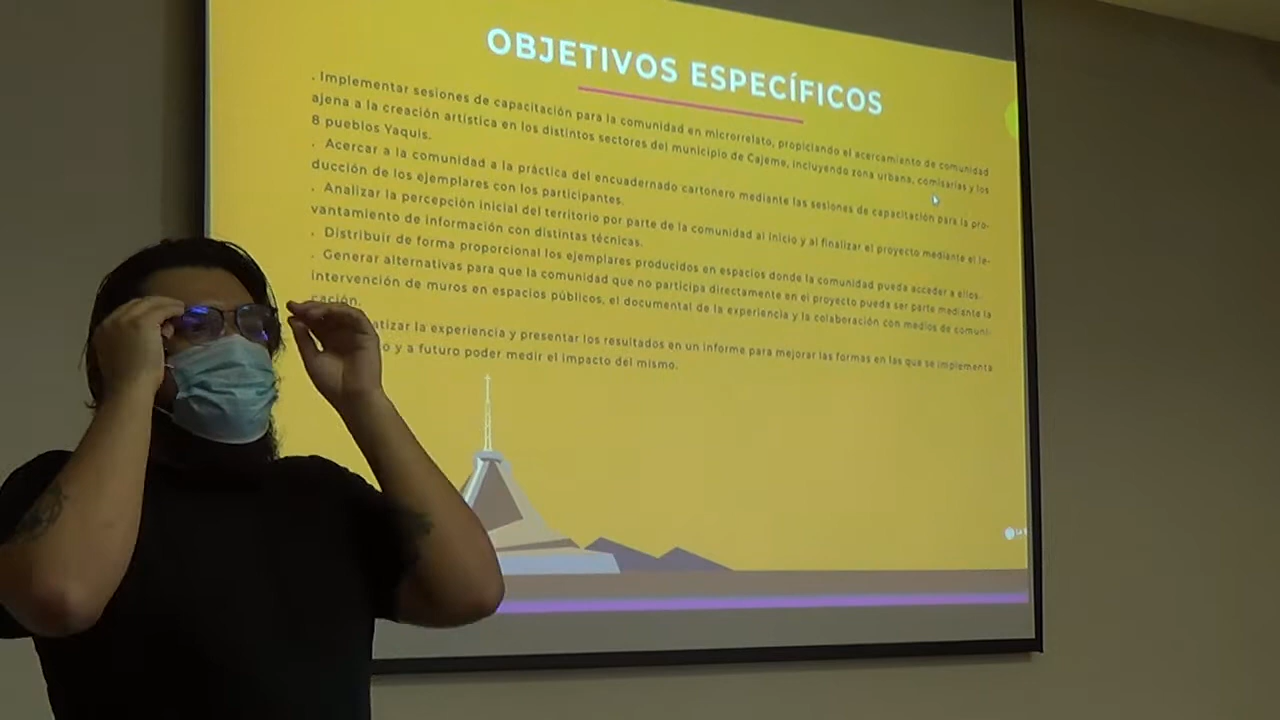 OBJETIVOS ESPECÍFICOS
. Implementar sesiones de capacitación para la comunidad en microrrelato, propiciando el acercamiento de comunidad
ajena a la creación artística en los distintos sectores del municipio de Cajeme, incluyendo zona urbana, comisarías y los
8 pueblos Yaquis.
. Acercar a la comunidad a la práctica del encuadernado cartonero mediante las sesiones de capacitación para la pro-
ducción de los ejemplares con los participantes.
. Analizar la percepción inicial del territorio por parte de la comunidad al inicio y al finalizar el proyecto mediante el le-
vantamiento de información con distintas técnicas.
. Distribuir de forma proporcional los ejemplares producidos en espacios donde la comunidad pueda acceder a ellos.
. Generar alternativas para que la comunidad que no participa directamente en el proyecto pueda ser parte mediante la
intervención de muros en espacios públicos, el documental de la experiencia y la colaboración con medios de comuni-
cación.
atizar la experiencia y presentar los resultados en un informe para mejorar las formas en las que se implementa
o y a futuro poder medir el impacto del mismo.